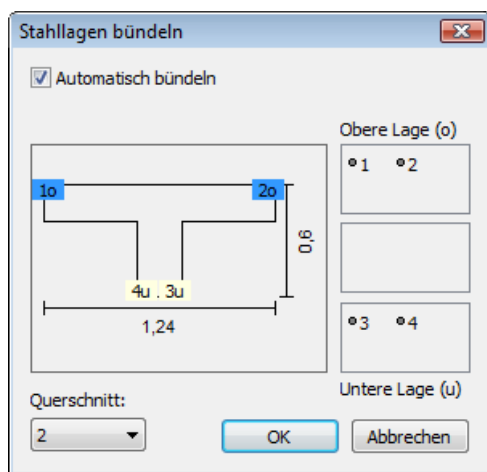 Stahllagen bündeln
Automatisch bündeln
Obere Lage (o)
1 2
1o 2o
0,6
4u . 3u
1,24
3 4
Untere Lage (u)
Querschnitt:
2
OK
Abbrechen